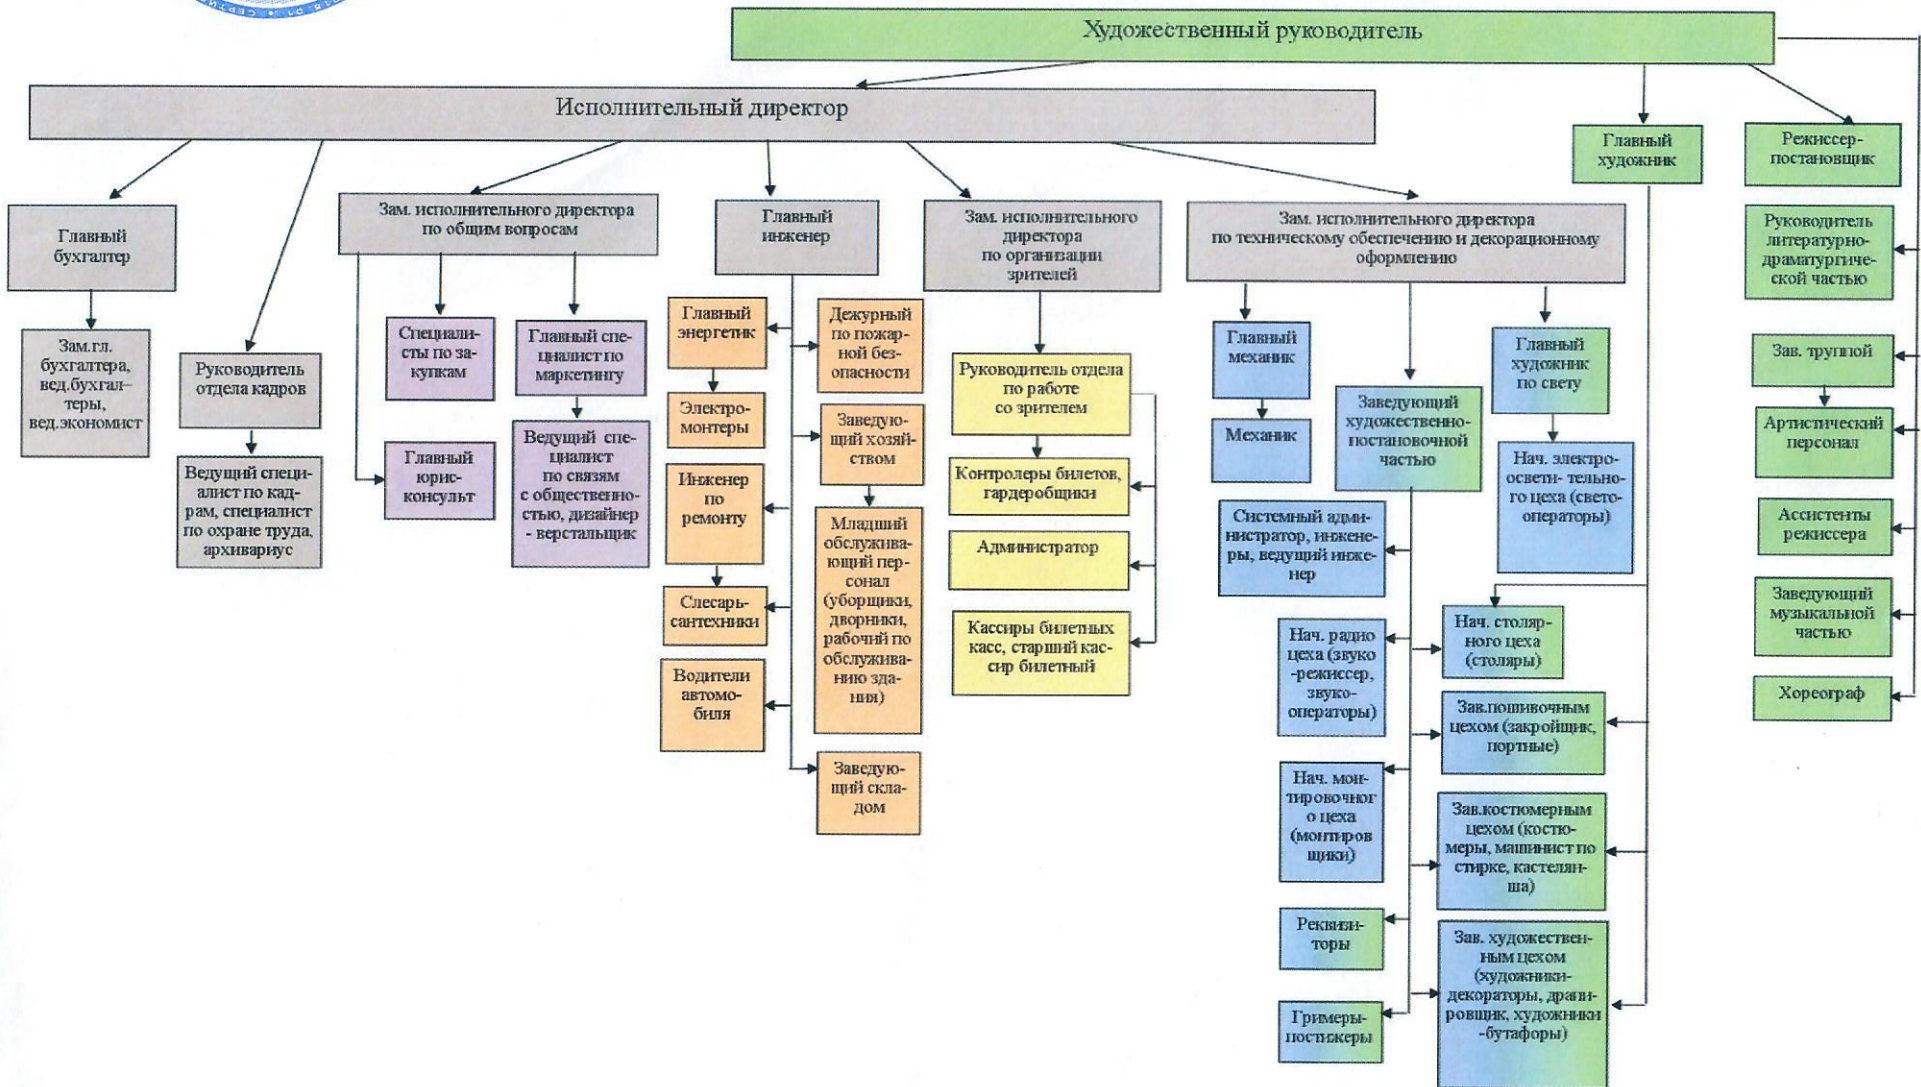 Художественный руководитель
Исполнительный директор
Главный
художник
Режиссер-
постановщик
Главный
бухгалтер
Зам. исполнительного директора
по общим вопросам
Главный
инженер
Зам. исполнительного
директора
по организации
зрителей
Зам. исполнительного директора
по техническому обеспечению и декорационному
оформлению
Руководитель
литературно-
драматургиче-
ской частью
Зам.гл.
бухгалтера,
вед.бухгал–
теры,
вед.экономист
Руководитель
отдела кадров
Ведущий специ-
алист по кад-
рам, специалист
по охране труда,
архивариус
Специали-
сты по за-
купкам
Главный спе-
циалист по
маркетингу
Главный
юрис-
консульт
Ведущий спе-
циалист
по связям
с общественно-
стью, дизайнер
- верстальщик
Главный
энергетик
Электро-
монтеры
Инженер
по
ремонту
Слесарь-
сантехники
Водители
автомо-
биля
Дежурный
по пожар-
ной без-
опасности
Заведую-
щий хозяй-
ством
Младший
обслужива-
ющий пер-
сонал
(уборщики,
дворники,
рабочий по
обслужива-
нию зда-
ния)
Заведую-
щий скла-
дом
Руководитель отдела
по работе
со зрителем
Контролеры билетов,
гардеробщики
Администратор
Кассиры билетных
касс, старший кас-
сир билетный
Главный
механик
Механик
Заведующий
художественно-
постановочной
частью
Главный
художник
по свету
Нач. электро-
освети- тельно-
го цеха (свето-
операторы)
Системный адми-
нистратор, инжене-
ры, ведущий инже-
нер
Нач. радио
цеха (звуко
-режиссер,
звуко-
операторы)
Нач. мон-
тировочног
о цеха
(монтиров
щики)
Реквизи-
торы
Гримеры-
постижеры
Нач. столяр-
ного цеха
(столяры)
Зав.пошивочным
цехом (закройщик,
портные)
Зав.костюмерным
цехом (костю-
меры, машинист по
стирке, кастелян-
ша)
Зав. художествен-
ным цехом
(художники-
декораторы, драпи-
ровщик, художники
-бутафоры)
Зав. труппой
Артистический
персонал
Ассистенты
режиссера
Заведующий
музыкальной
частью
Хореограф